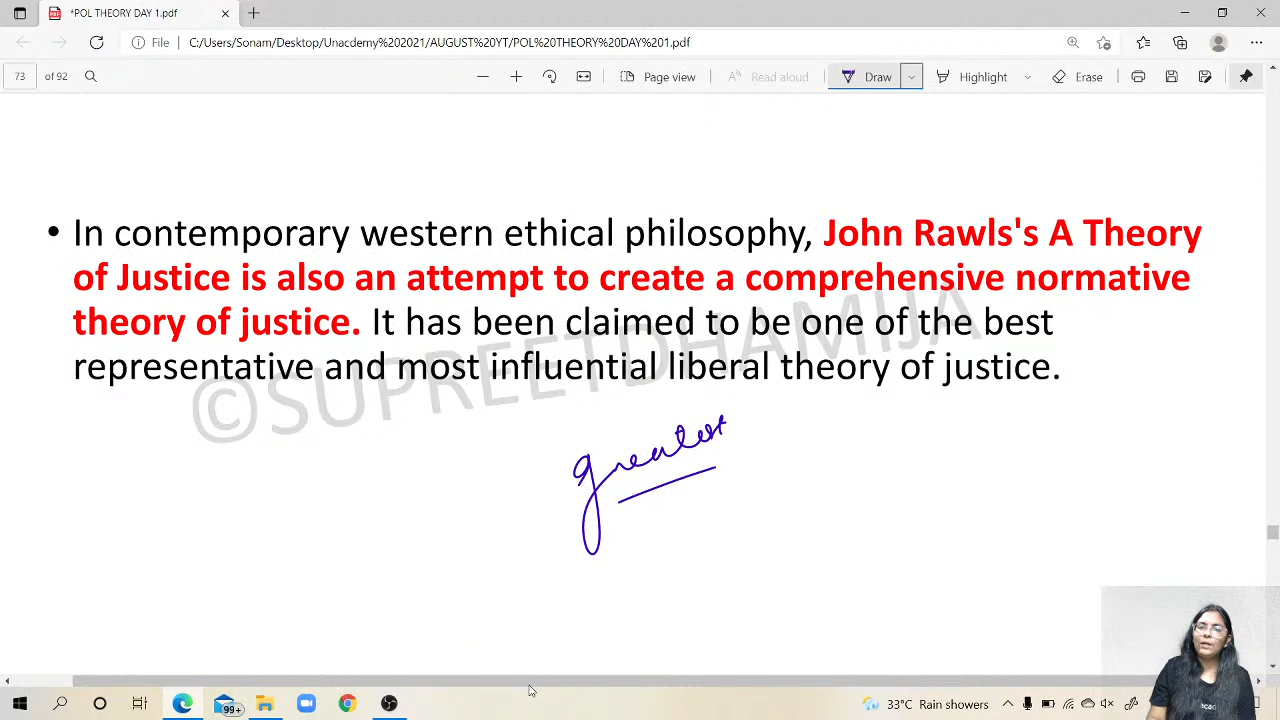 *POL THEORY DAY 1.pdf
File C:/Users/Sonam/Desktop/Unacdemy%202021/AUGUST%20YT/POL%20THEORY%20DAY%201.pdf
73 of 92 Page view Read aloud Draw Highlight Erase
• In contemporary western ethical philosophy, John Rawls's A Theory
of Justice is also an attempt to create a comprehensive normative
theory of justice. It has been claimed to be one of the best
representative and most influential liberal theory of justice.
©SUPREETDHAMIJA
greatest
99+ 33°C Rain showers